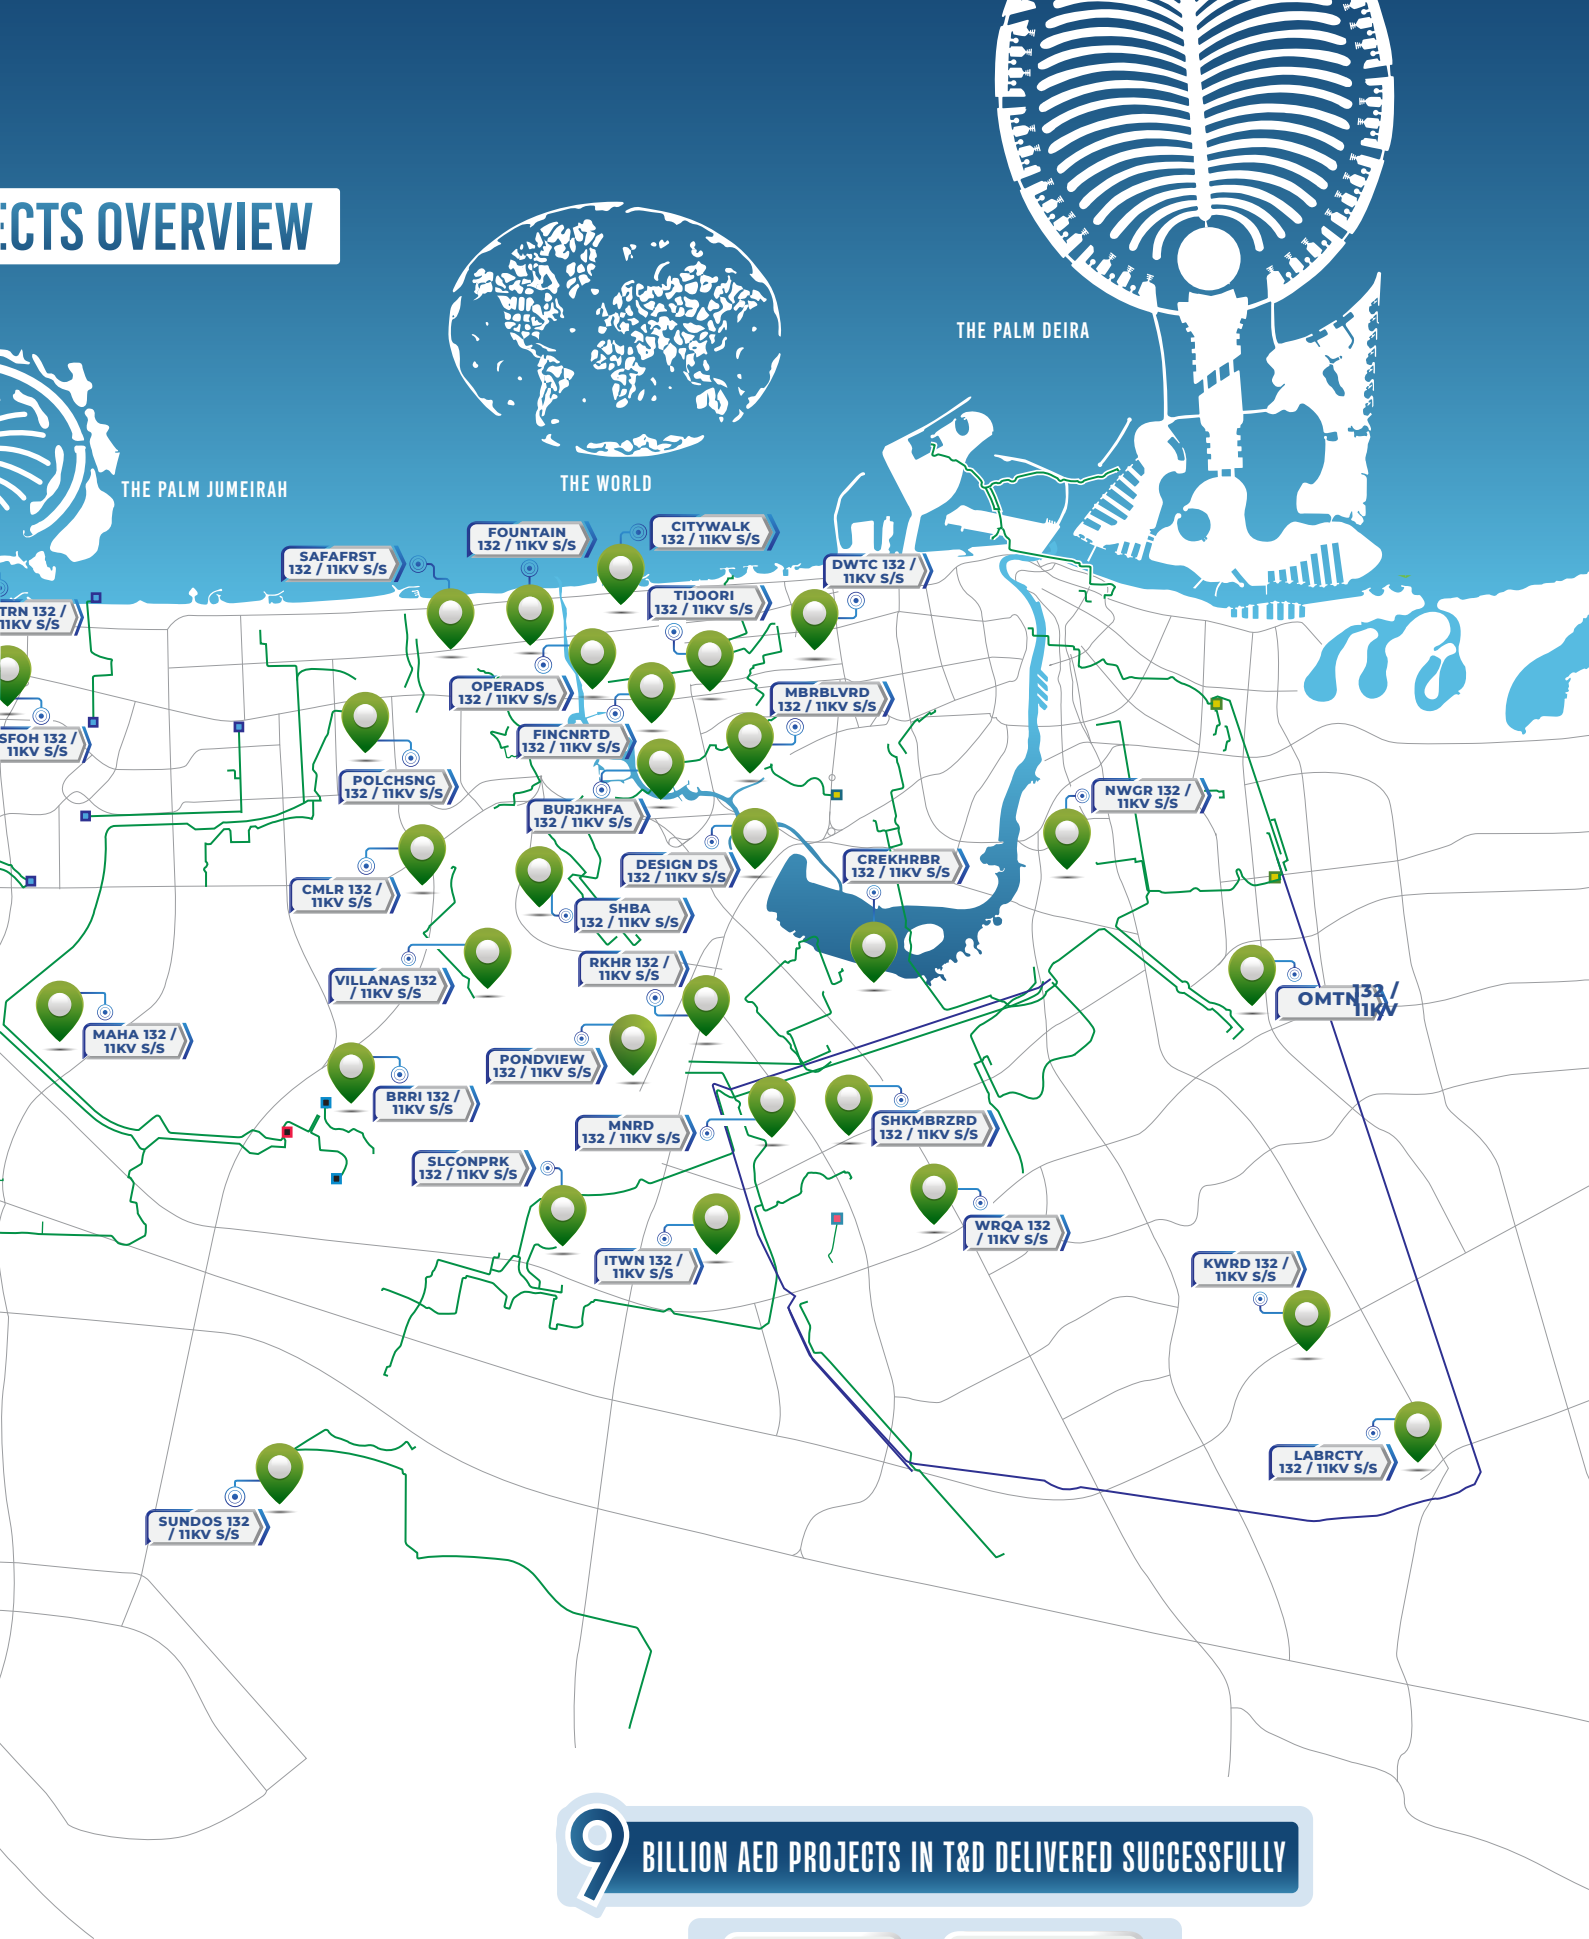 ECTS OVERVIEW
THE PALM DEIRA
THE PALM JUMEIRAH
THE WORLD
FOUNTAIN
132 / 11KV S/S
CITYWALK
132 / 11KV S/S
SAFAFRST
132 / 11KV S/S
DWTC 132 /
11KV S/S
TIJOORI
132 / 11KV S/S
TRN 132 /
11KV S/S
OPERADS
132 / 11KV S/S
MBRBLVRD
132 / 11KV S/S
SFOH 132 /
11KV S/S
FINCNRTD
132 / 11KV S/S
POLCHSNG
132 / 11KV S/S
NWGR 132 /
11KV S/S
BURJKHFA
132 / 11KV S/S
DESIGN DS
132 / 11KV S/S
CREKHRBR
132 / 11KV S/S
CMLR 132 /
11KV S/S
SHBA
132 / 11KV S/S
RKHR 132 /
11KV S/S
VILLANAS 132
/ 11KV S/S
OMTN 132 /
11KV
MAHA 132 /
11KV S/S
PONDVIEW
132 / 11KV S/S
BRRI 132 /
11KV S/S
MNRD
132 / 11KV S/S
SHKMBRZRD
132 / 11KV S/S
SLCONPRK
132 / 11KV S/S
WRQA 132
/ 11KV S/S
ITWN 132 /
11KV S/S
KWRD 132 /
11KV S/S
LABRCTY
132 / 11KV S/S
SUNDOS 132
/ 11KV S/S
9 BILLION AED PROJECTS IN T&D DELIVERED SUCCESSFULLY